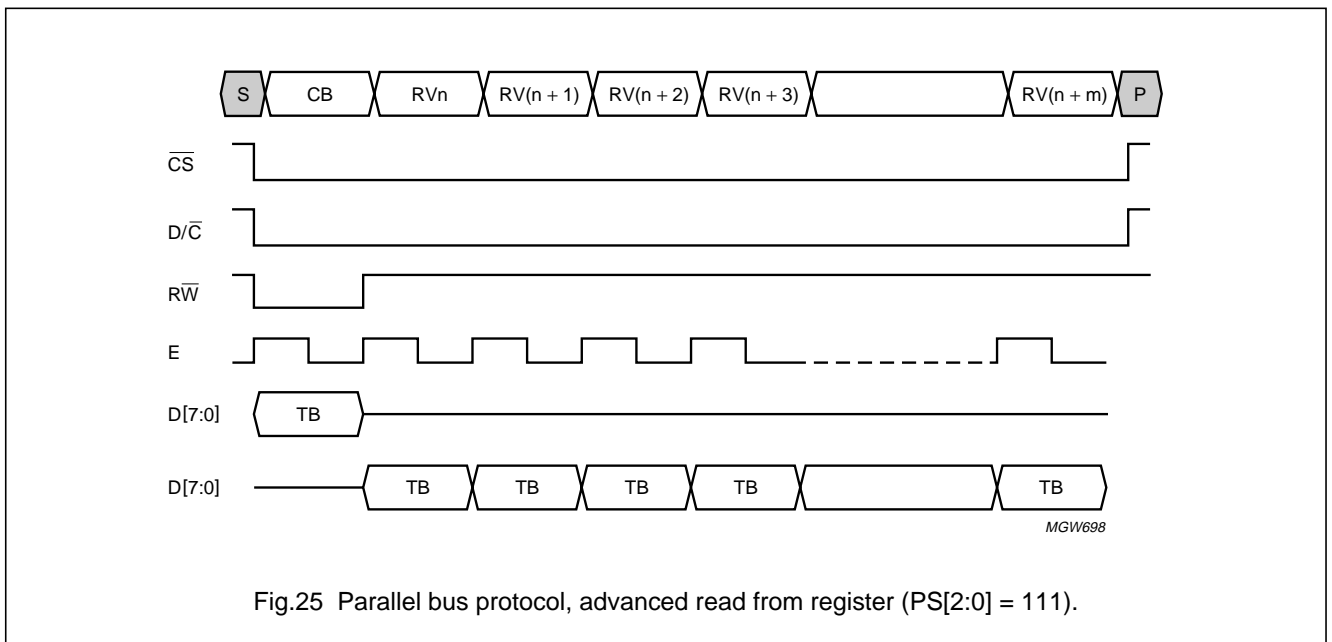 S CB RVn RV(n + 1) RV(n + 2) RV(n + 3) RV(n + m) P
C̅S̅
D/C̅
RW̅
E
D[7:0] TB
D[7:0] TB TB TB TB TB
MGW698
Fig.25 Parallel bus protocol, advanced read from register (PS[2:0] = 111).